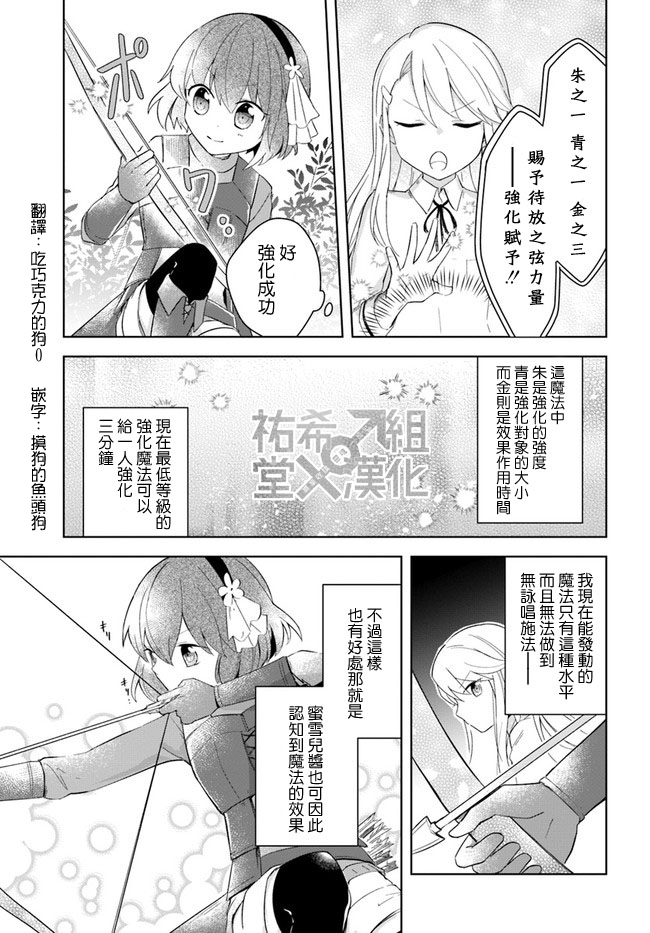 朱之一 青之一 金之三
賜予待放之弦力量
——強化賦予!!
ポ
ワ
好
強化成功
翻譯：吃巧克力的狗0 嵌字：摸狗的魚頭狗
這魔法中
朱是強化的強度
青是強化對象的大小
而金則是效果作用時間
祐希堂×漢化組
現在最低等級的
強化魔法可以
給一人強化
三分鐘
我現在能發動的
魔法只有這種水平
而且無法做到
無詠唱施法——
不過這樣
也有好處那就是
蜜雪兒醬也可因此
認知到魔法的效果